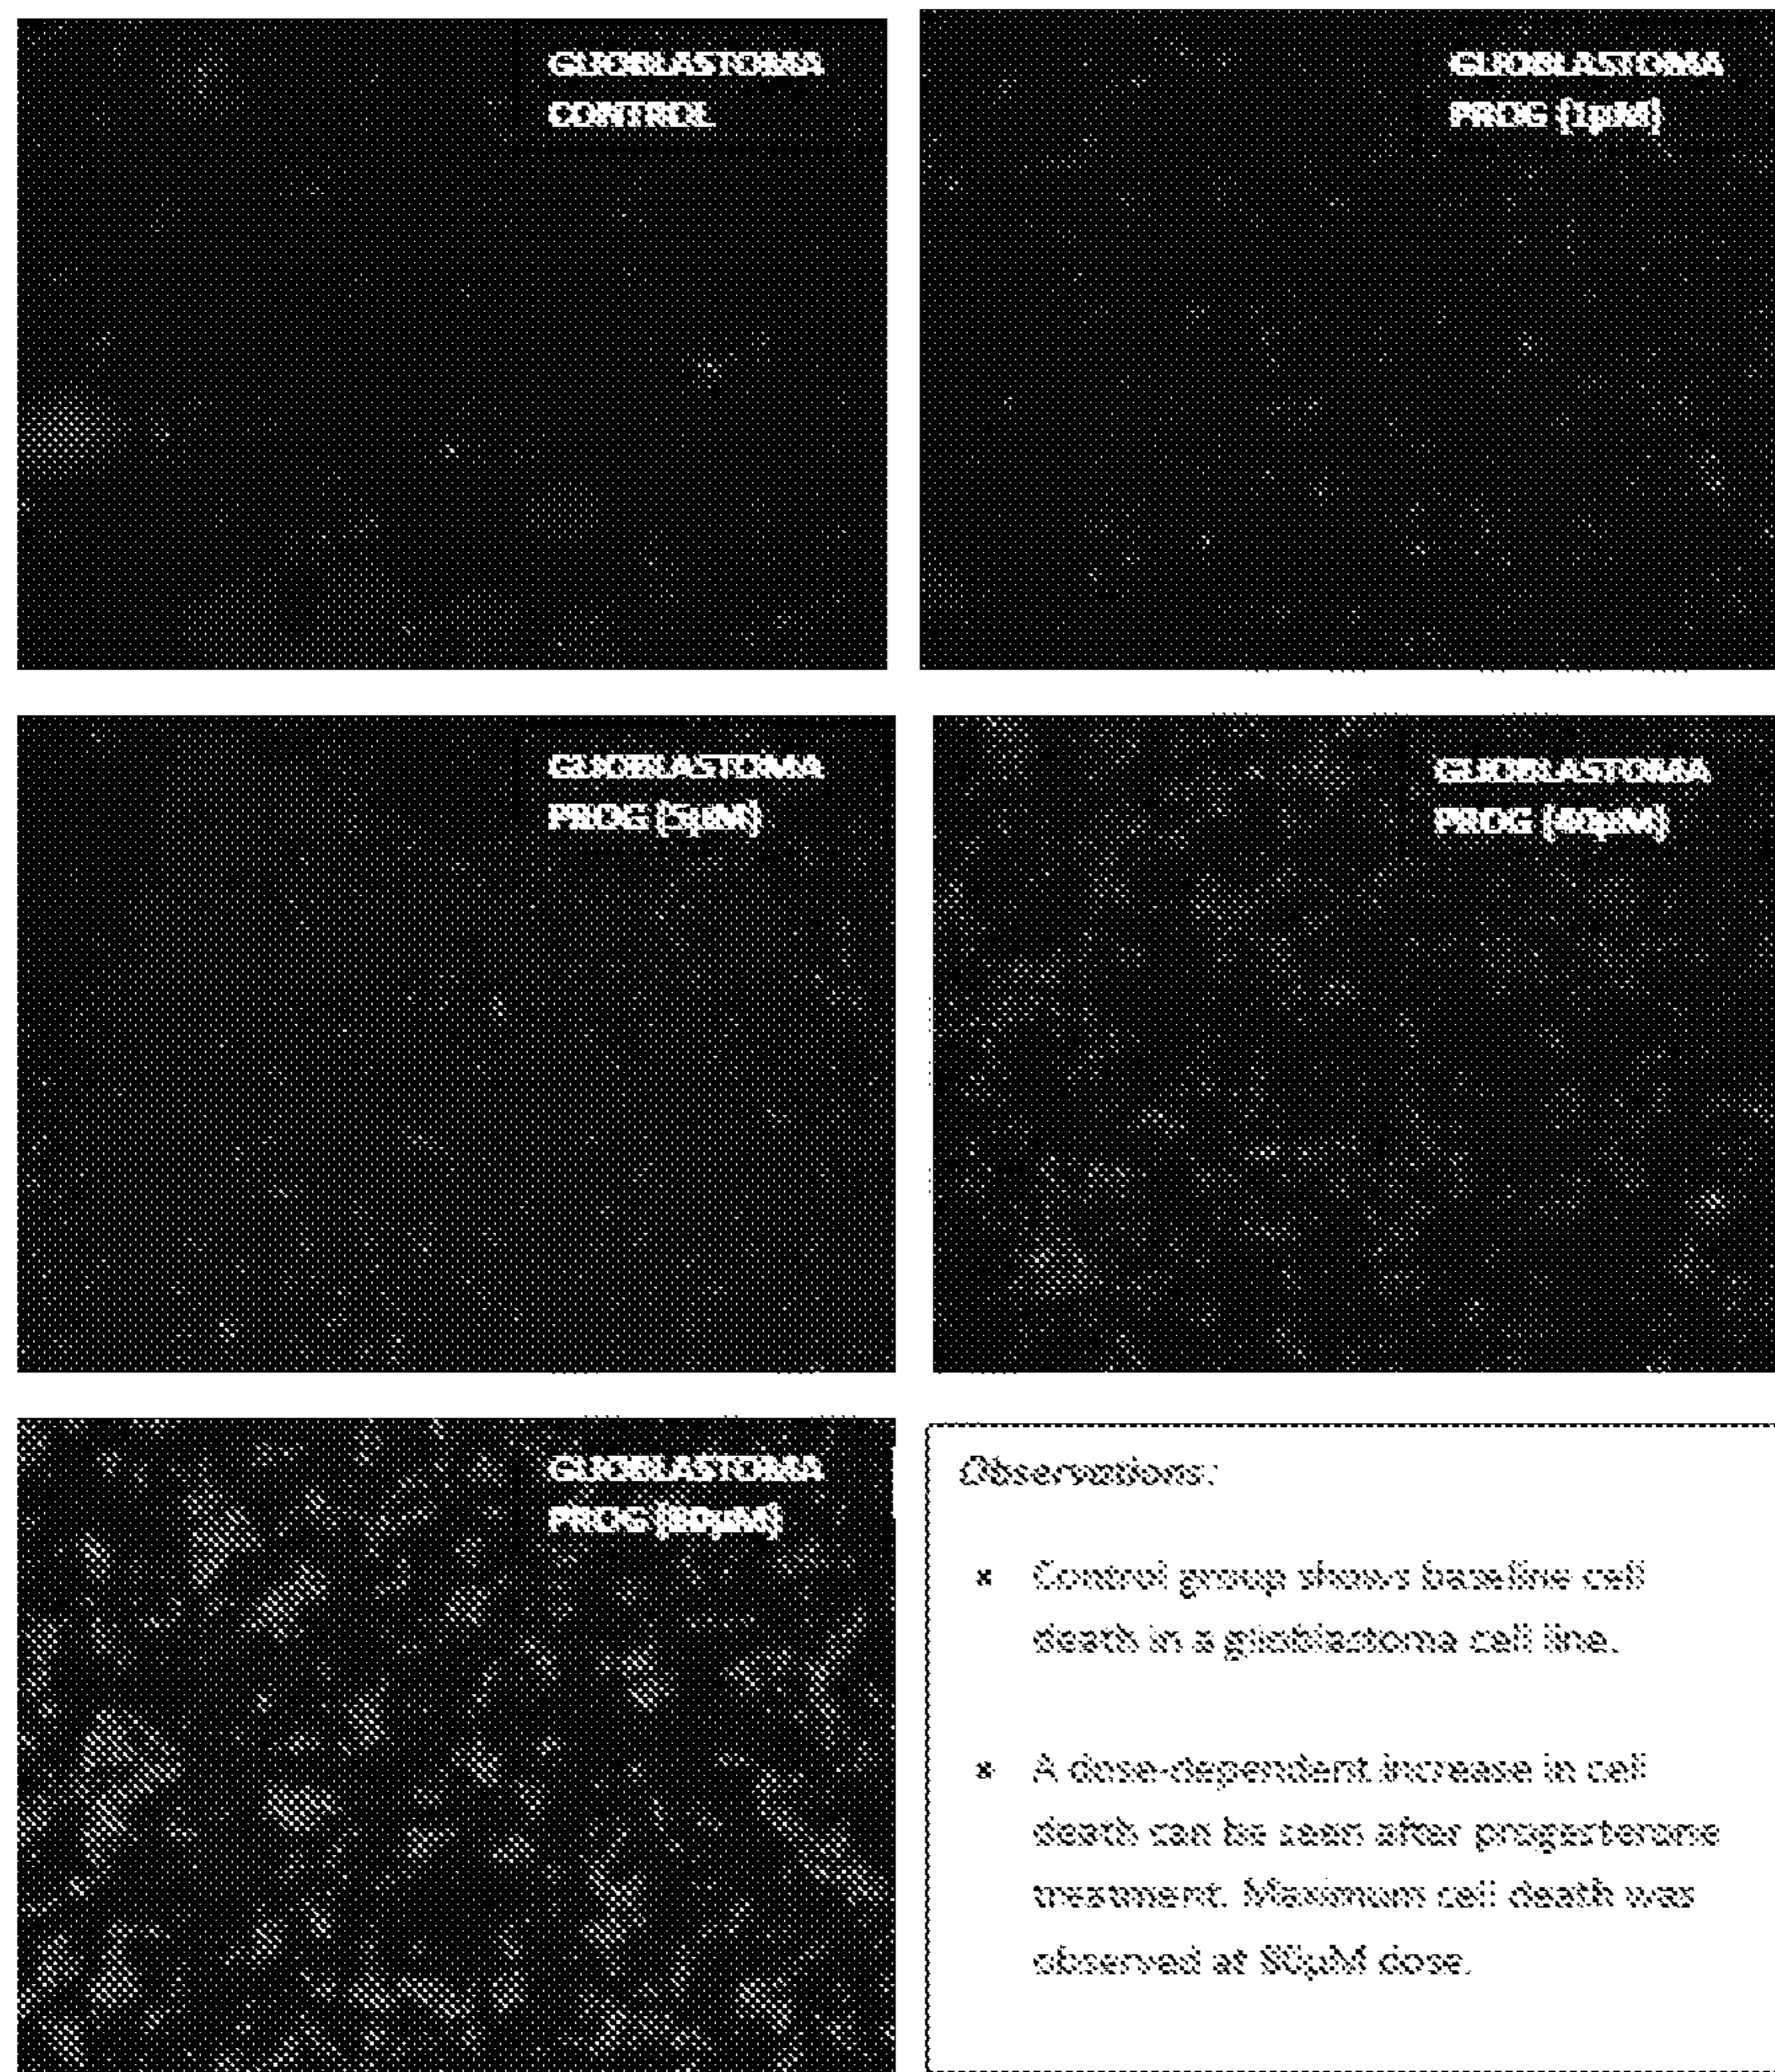 GLIOBLASTOMA
CONTROL
GLIOBLASTOMA
PROG (1µM)
GLIOBLASTOMA
PROG (5µM)
GLIOBLASTOMA
PROG (40µM)
GLIOBLASTOMA
PROG (80µM)
Observations:
• Control group shows baseline cell
death in a glioblastoma cell line.
• A dose-dependent increase in cell
death can be seen after progesterone
treatment. Maximum cell death was
observed at 80µM dose.